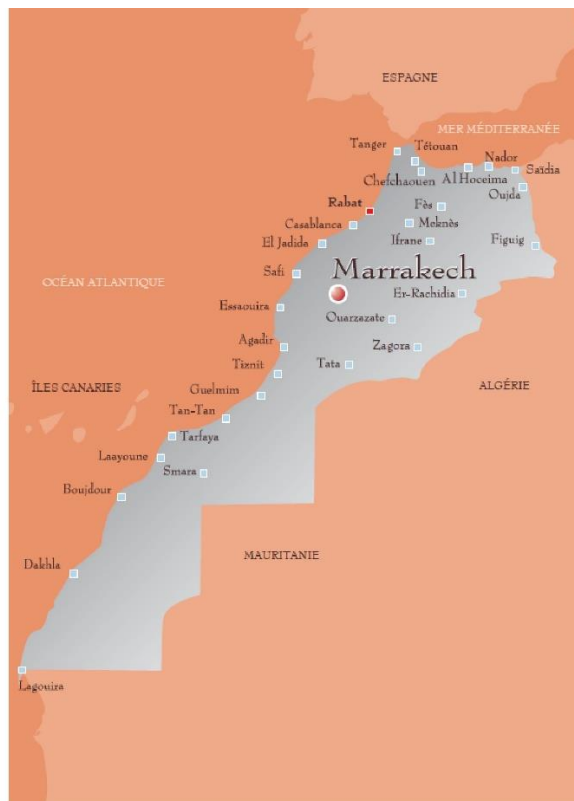 ESPAGNE
MER MÉDITERRANÉE
Tanger
Tétouan
Nador
Saïdia
Chefchaouen
Al Hoceima
Oujda
Rabat
Fès
Casablanca
Meknès
El Jadida
Ifrane
Figuig
Marrakech
Safi
OCÉAN ATLANTIQUE
Er-Rachidia
Essaouira
Ouarzazate
Agadir
Zagora
Tiznit
Tata
ÎLES CANARIES
ALGÉRIE
Guelmim
Tan-Tan
Tarfaya
Laayoune
Smara
Boujdour
MAURITANIE
Dakhla
Lagouira